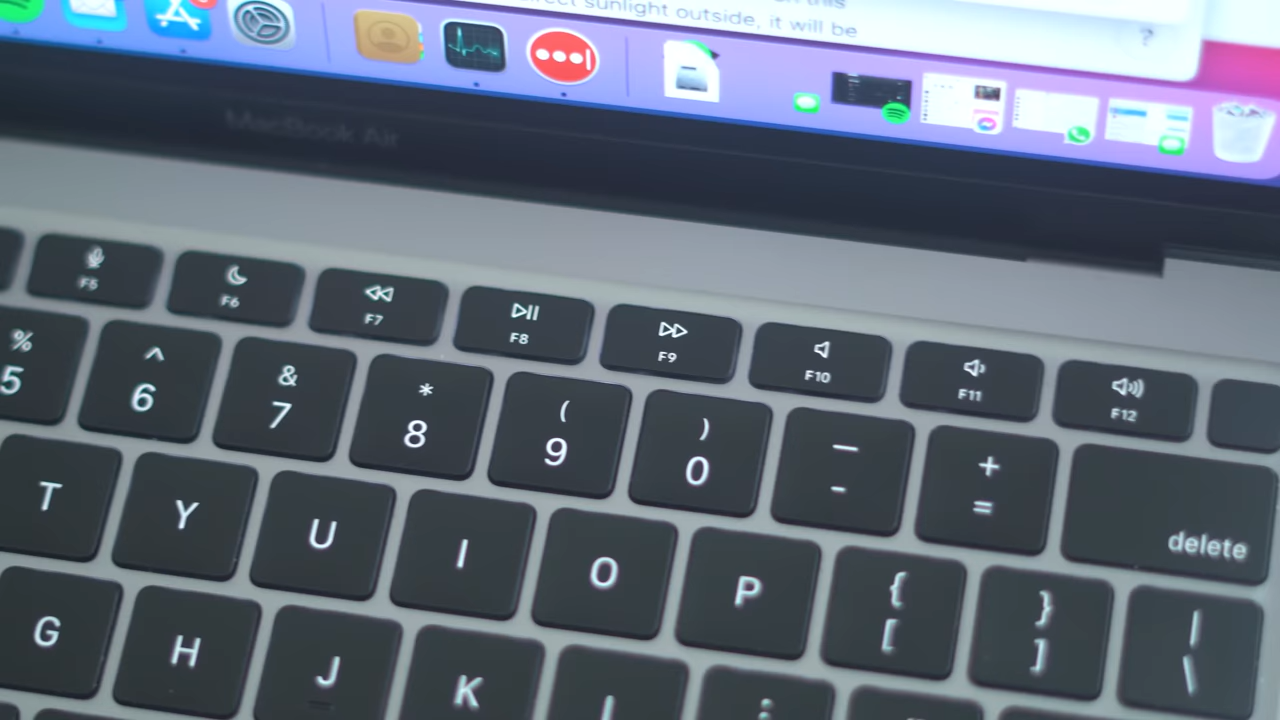 this
direct sunlight outside, it will be
?
MacBook Air
F5 F6 F7 F8 F9 F10 F11 F12
% ^ & * ( ) — +
5 6 7 8 9 0 - =
delete
T Y U I O P { } |
[ ] \
G H J K L :